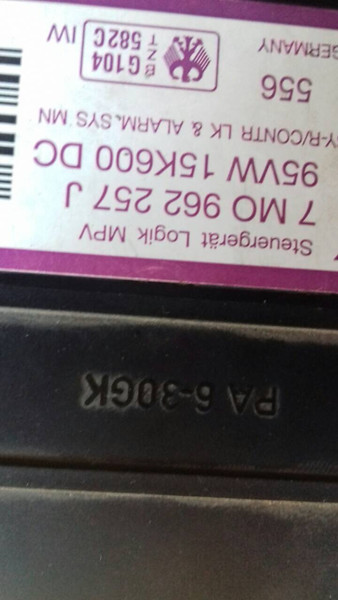 PA 6-30GK
Steuergerät Logik MPV
7 MO 962 257 J
95VW 15K600 DC
Y-R/CONTR LK & ALARM,SYS MN
556
B
Z G104
T 582C
GERMANY IW